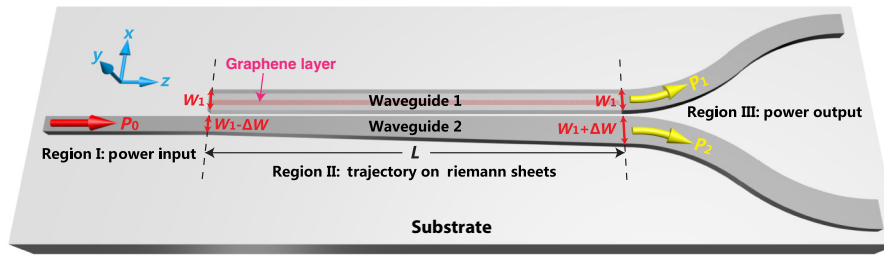 x
y
z
Graphene layer
W1
Waveguide 1
W1
P1
Region III: power output
P0
W1-ΔW
Waveguide 2
W1+ΔW
P2
Region I: power input
L
Region II: trajectory on riemann sheets
Substrate